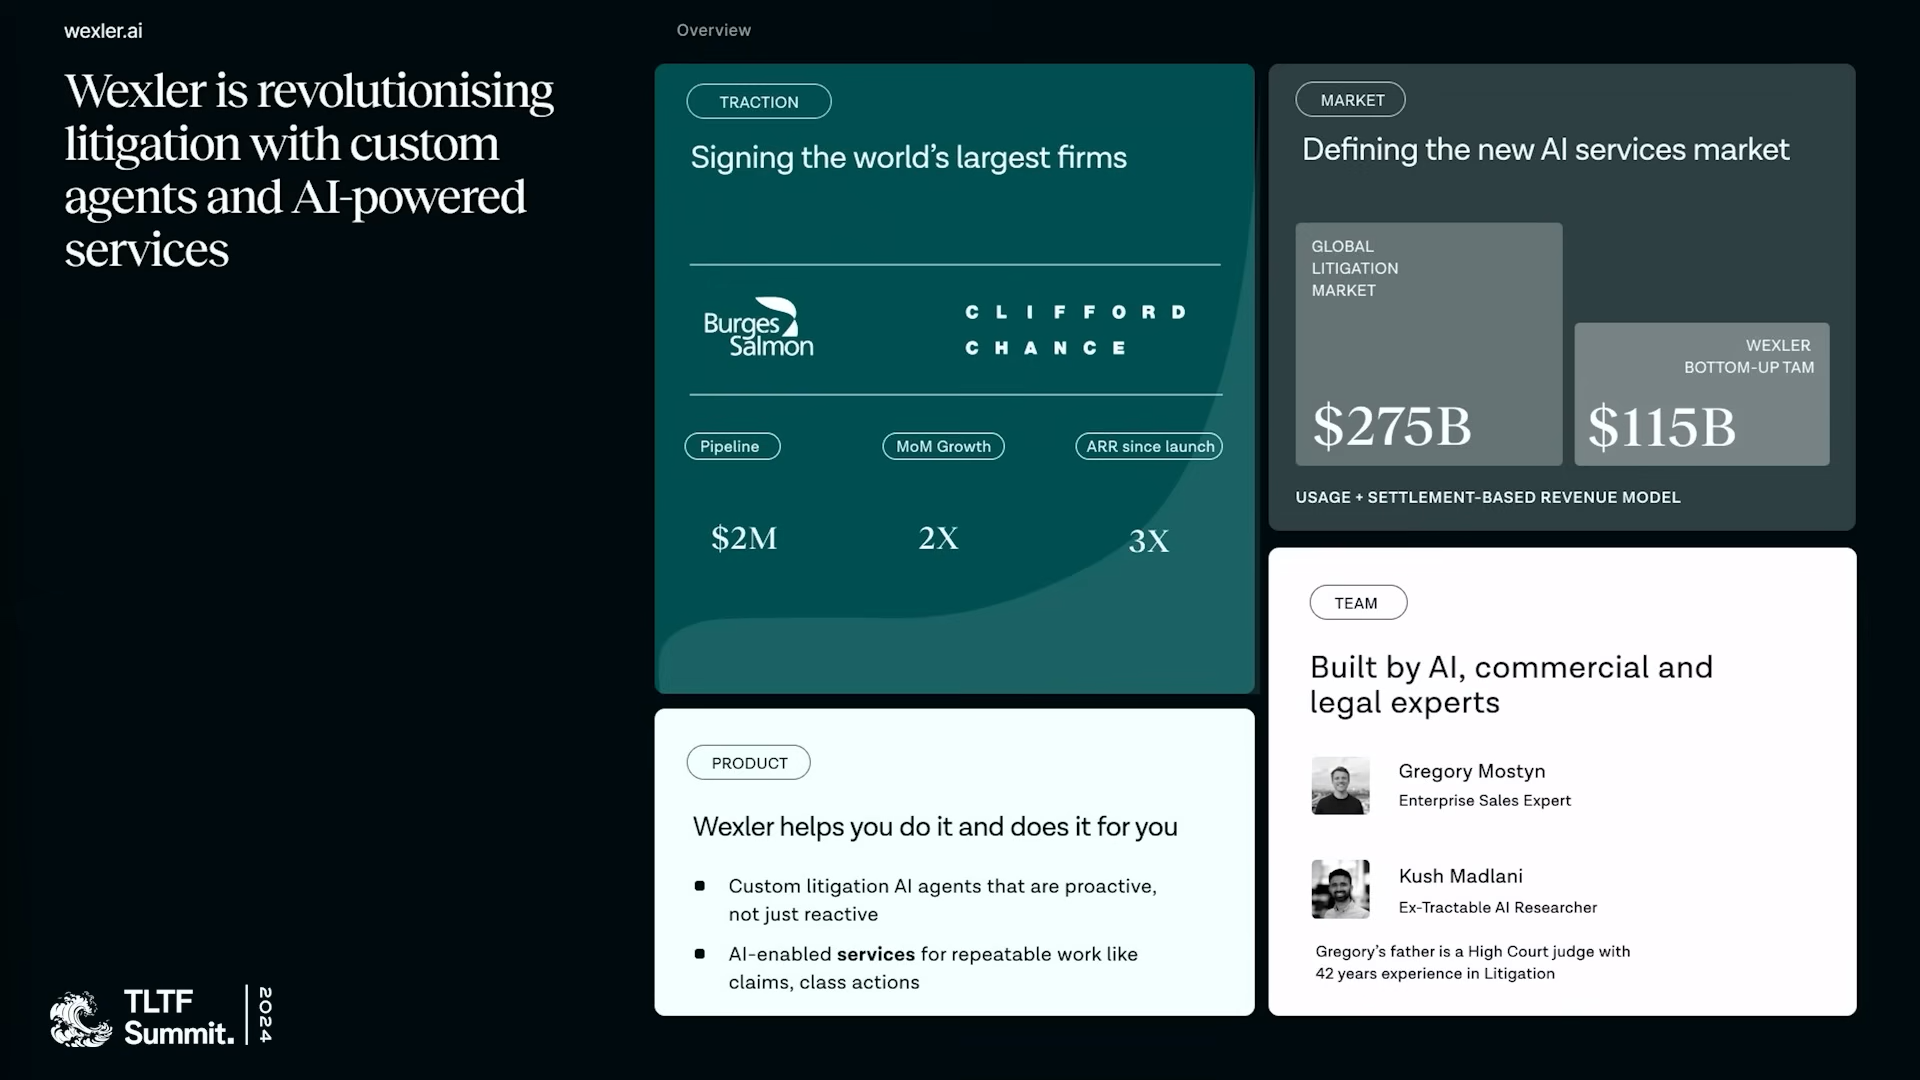 wexler.ai
Overview
Wexler is revolutionising
litigation with custom
agents and AI-powered
services
TRACTION
Signing the world’s largest firms
Burges
Salmon
CLIFFORD
CHANCE
Pipeline
MoM Growth
ARR since launch
$2M
2X
3X
MARKET
Defining the new AI services market
GLOBAL
LITIGATION
MARKET
$275B
WEXLER
BOTTOM-UP TAM
$115B
USAGE + SETTLEMENT-BASED REVENUE MODEL
PRODUCT
Wexler helps you do it and does it for you
Custom litigation AI agents that are proactive,
not just reactive
AI-enabled services for repeatable work like
claims, class actions
TEAM
Built by AI, commercial and
legal experts
Gregory Mostyn
Enterprise Sales Expert
Kush Madlani
Ex-Tractable AI Researcher
Gregory’s father is a High Court judge with
42 years experience in Litigation
TLTF
Summit.
2024